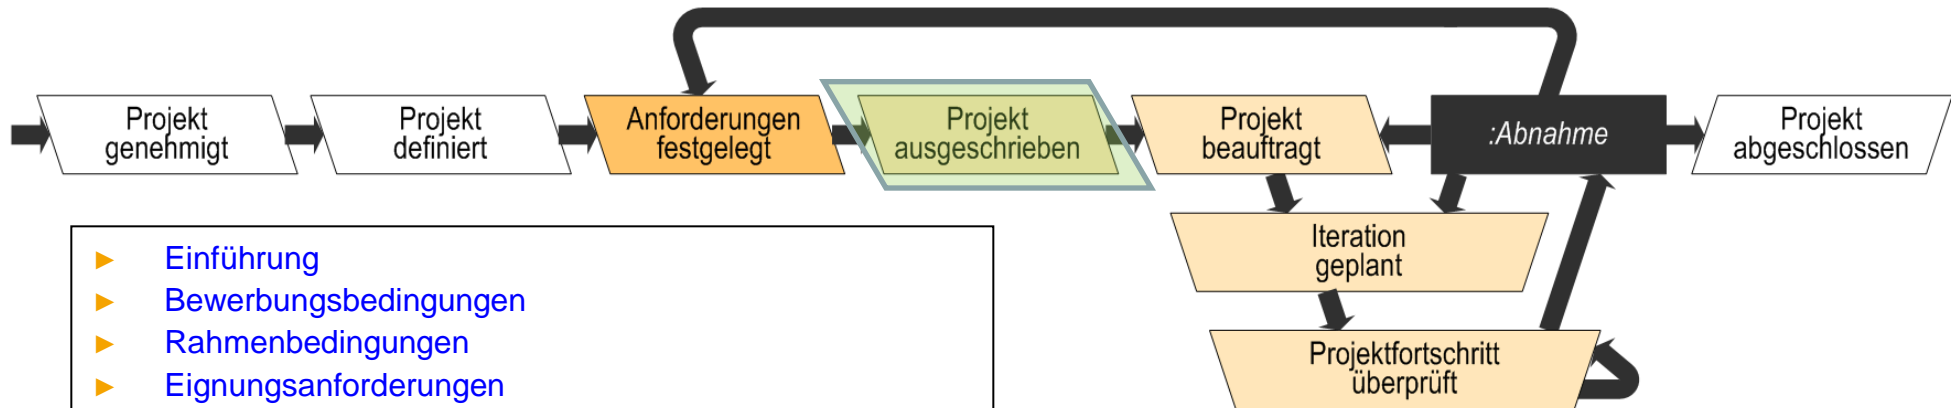 Projekt
genehmigt
Projekt
definiert
Anforderungen
festgelegt
Projekt
ausgeschrieben
Projekt
beauftragt
:Abnahme
Projekt
abgeschlossen
Iteration
geplant
Projektfortschritt
überprüft
► Einführung
► Bewerbungsbedingungen
► Rahmenbedingungen
► Eignungsanforderungen